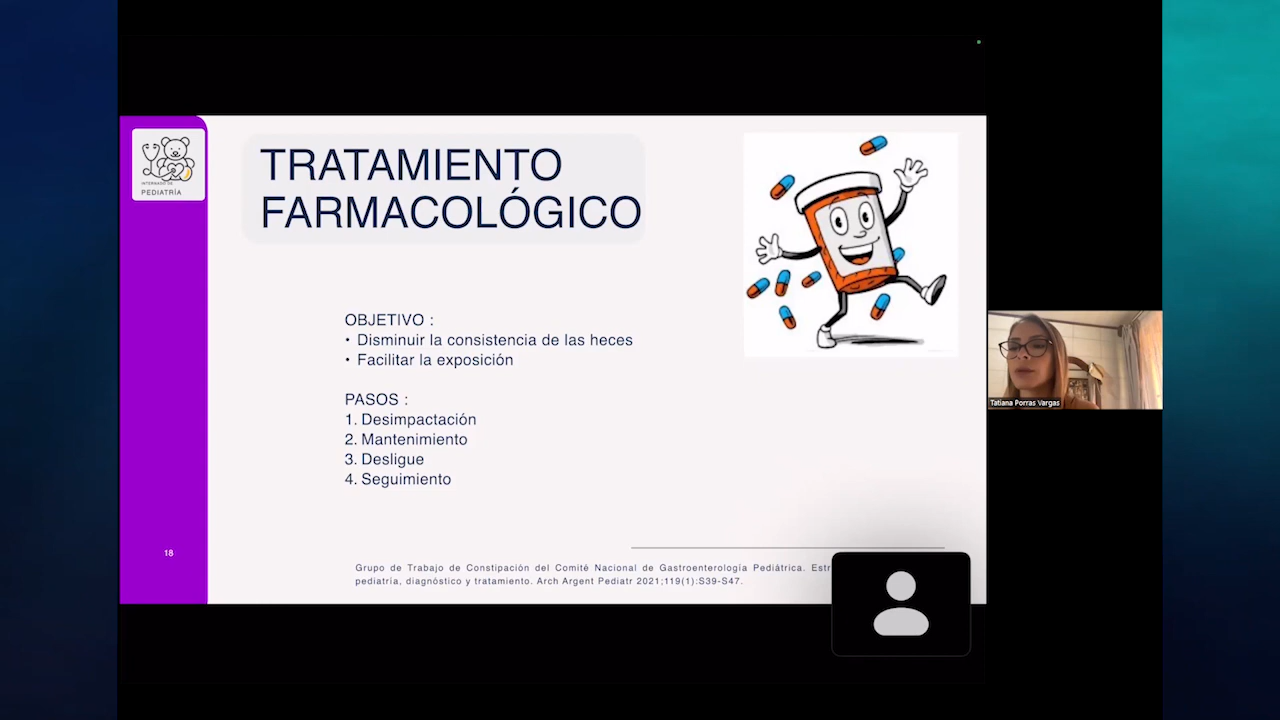 INTERNADO DE
PEDIATRÍA
TRATAMIENTO
FARMACOLÓGICO
OBJETIVO :
• Disminuir la consistencia de las heces
• Facilitar la exposición
PASOS :
1. Desimpactación
2. Mantenimiento
3. Desligue
4. Seguimiento
18
Grupo de Trabajo de Constipación del Comité Nacional de Gastroenterología Pediátrica.
pediatría, diagnóstico y tratamiento. Arch Argent Pediatr 2021;119(1):S39-S47.
Tatiana Porras Vargas